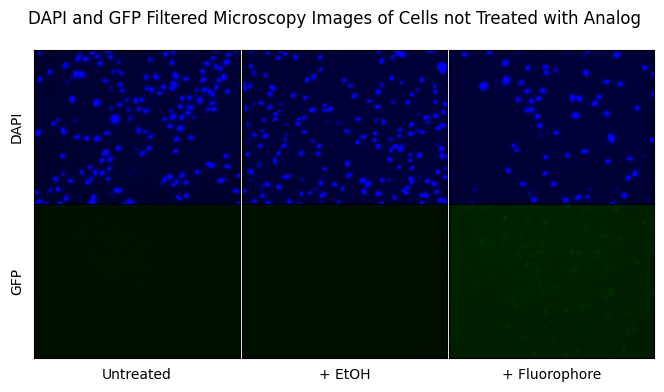 DAPI and GFP Filtered Microscopy Images of Cells not Treated with Analog
DAPI
GFP
Untreated
+ EtOH
+ Fluorophore